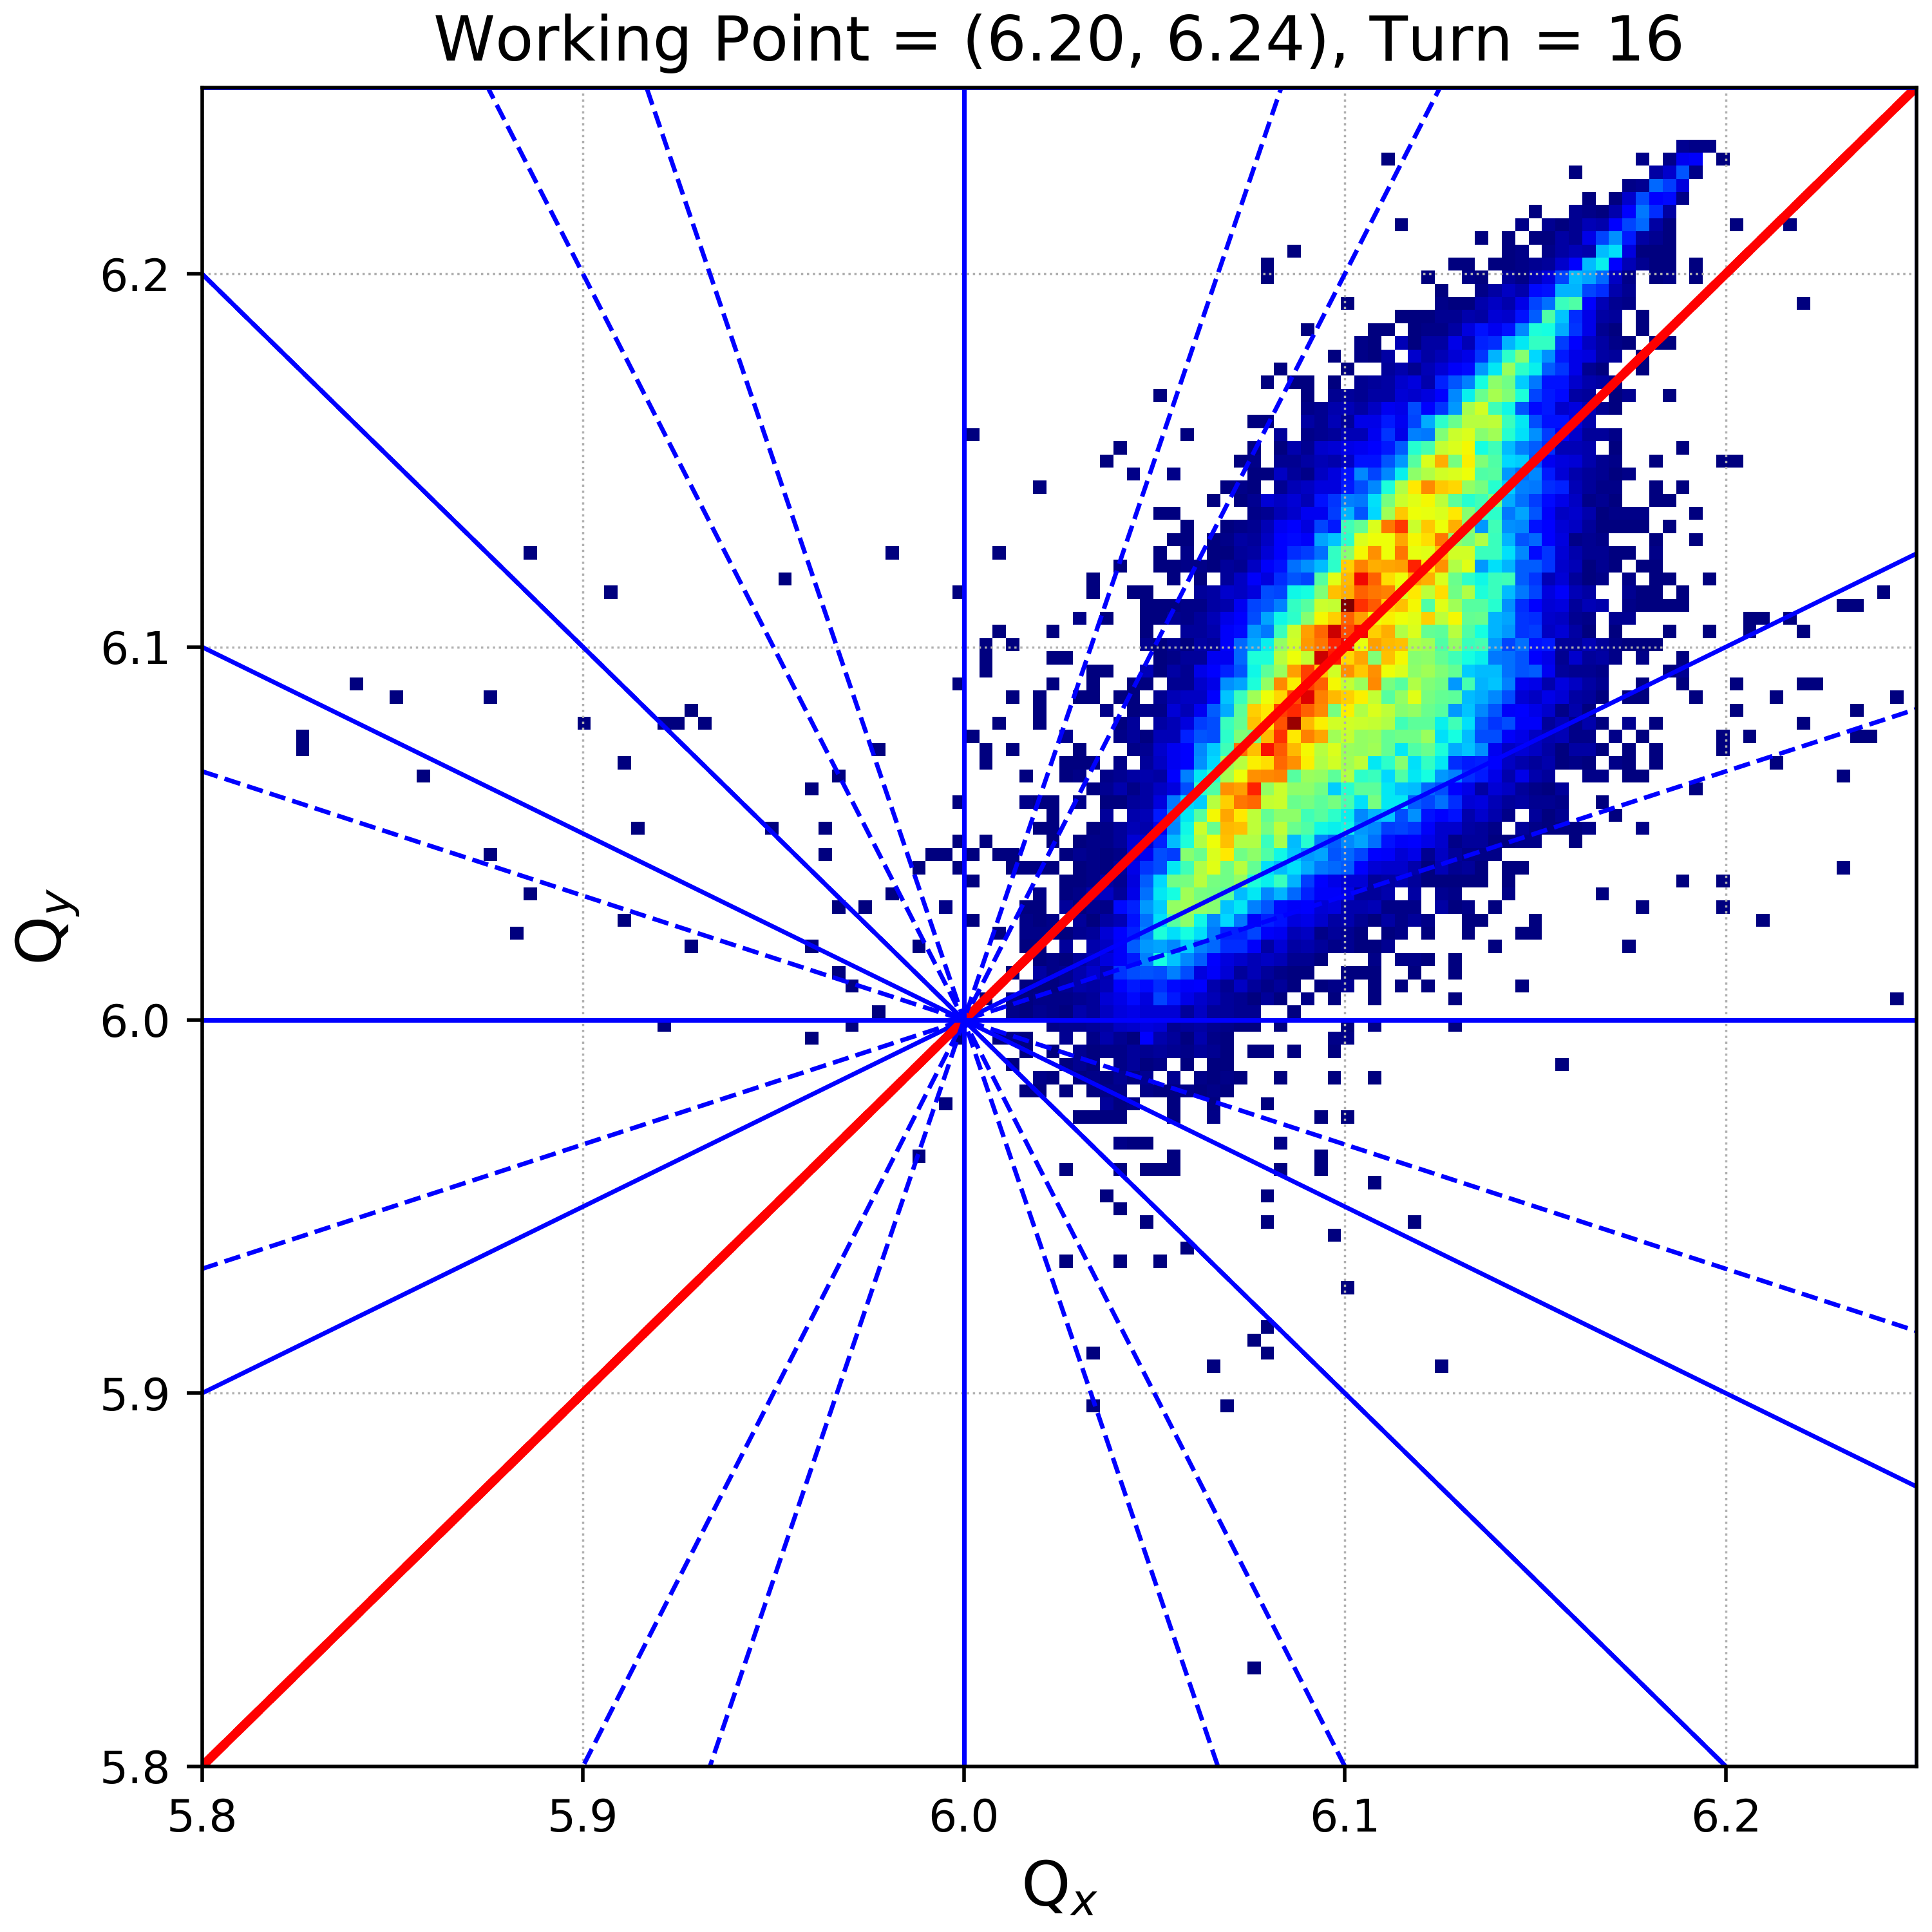 Working Point = (6.20, 6.24), Turn = 16
6.2
6.1
6.0
5.9
5.8
Qy
5.8 5.9 6.0 6.1 6.2
Qx